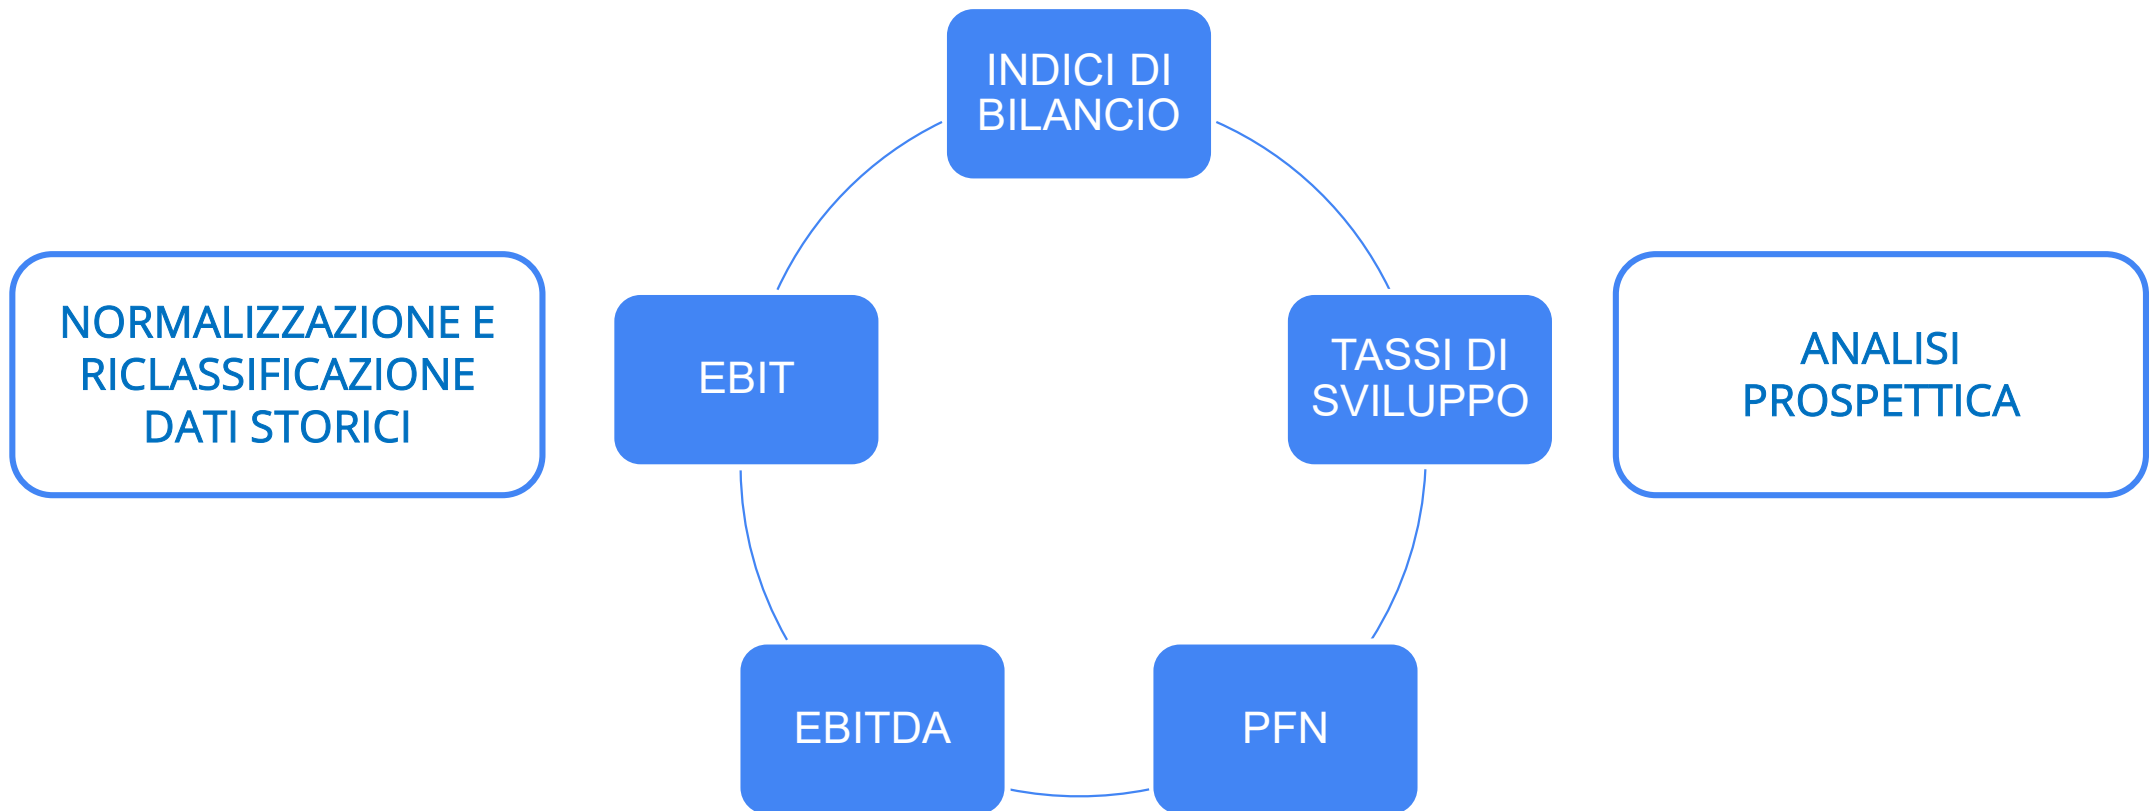 INDICI DI
BILANCIO
NORMALIZZAZIONE E
RICLASSIFICAZIONE
DATI STORICI
EBIT
TASSI DI
SVILUPPO
ANALISI
PROSPETTICA
EBITDA
PFN